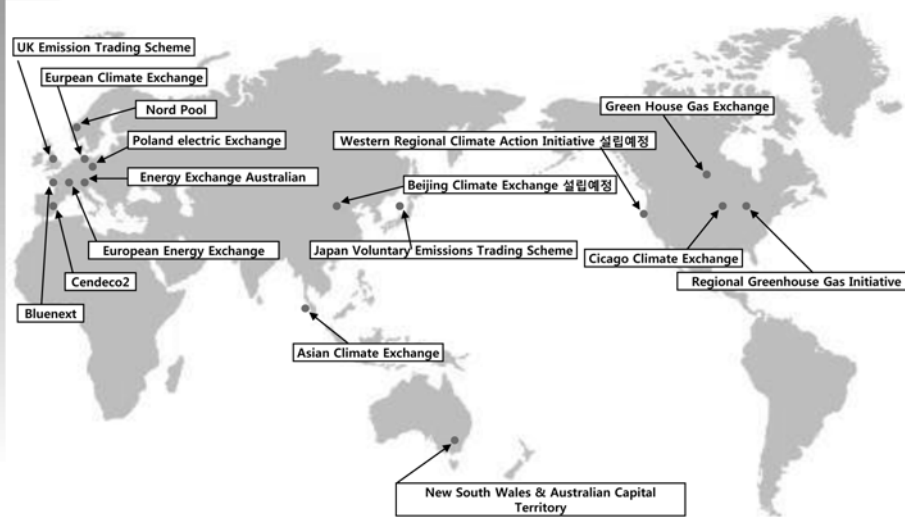 UK Emission Trading Scheme
Eurpean Climate Exchange
Nord Pool
Green House Gas Exchange
Poland electric Exchange
Western Regional Climate Action Initiative 설립예정
Energy Exchange Australian
Beijing Climate Exchange 설립예정
European Energy Exchange
Japan Voluntary Emissions Trading Scheme
Cicago Climate Exchange
Cendeco2
Regional Greenhouse Gas Initiative
Bluenext
Asian Climate Exchange
New South Wales & Australian Capital
Territory